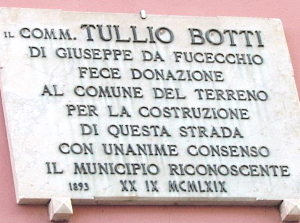 IL COMM. TULLIO BOTTI
DI GIUSEPPE DA FUCECCHIO
FECE DONAZIONE
AL COMUNE DEL TERRENO
PER LA COSTRUZIONE
DI QUESTA STRADA
CON UNANIME CONSENSO
IL MUNICIPIO RICONOSCENTE
1893 XX IX MCMLXIX